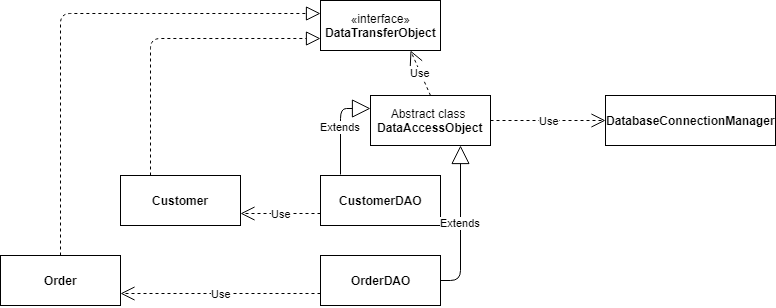 «interface»
DataTransferObject
Use
Abstract class
DataAccessObject
Use
DatabaseConnectionManager
Extends
Customer
Use
CustomerDAO
Extends
Order
Use
OrderDAO